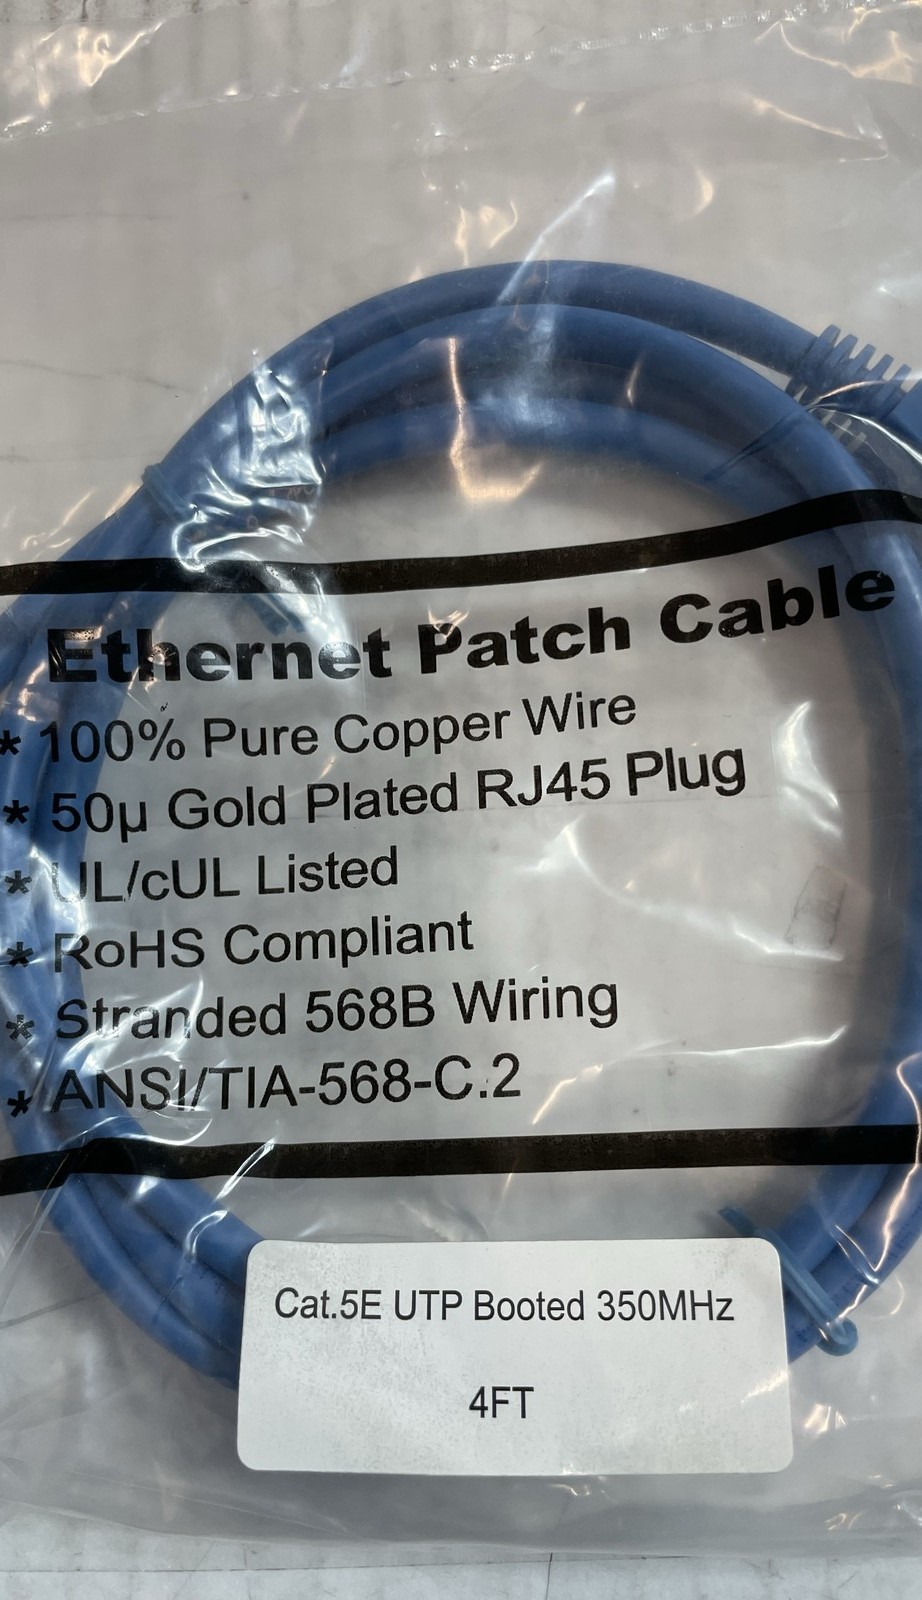 Ethernet Patch Cable
* 100% Pure Copper Wire
* 50µ Gold Plated RJ45 Plug
* UL/cUL Listed
* RoHS Compliant
* Stranded 568B Wiring
* ANSI/TIA-568-C.2
Cat.5E UTP Booted 350MHz
4FT